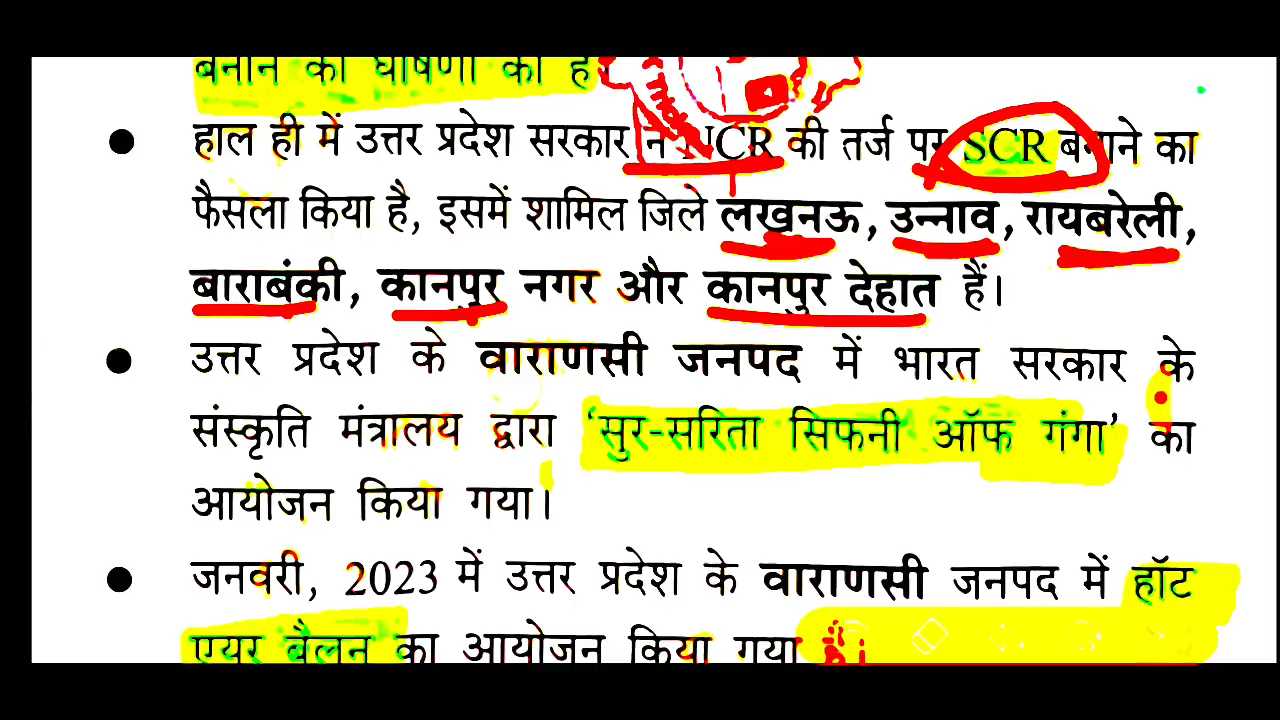 बनाने की घोषणा की है
हाल ही में उत्तर प्रदेश सरकार ने NCR की तर्ज पर SCR बनाने का
फैसला किया है, इसमें शामिल जिले लखनऊ, उन्नाव, रायबरेली,
बाराबंकी, कानपुर नगर और कानपुर देहात हैं।
उत्तर प्रदेश के वाराणसी जनपद में भारत सरकार के
संस्कृति मंत्रालय द्वारा ‘सुर-सरिता सिफनी ऑफ गंगा’ का
आयोजन किया गया।
जनवरी, 2023 में उत्तर प्रदेश के वाराणसी जनपद में हॉट
एयर बैलून का आयोजन किया गया